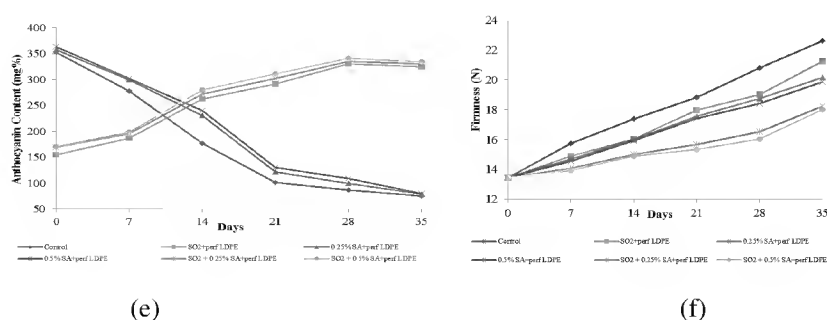 Anthocyanin Content (mg%)
400
350
300
250
200
150
100
50
0 7 14 21 28 35
Days
Control SO2+perf LDPE 0 25% SA+perf LDPE
0.5% SA+perf LDPE SO2 + 0.25% SA+perf LDPE SO2 + 0.5% SA+perf LDPE
(e)
Firmness (N)
24
22
20
18
16
14
12
0 7 14 21 28 35
Days
Control SO2+perf LDPE 0.25% SA+perf LDPE
0.5% SA+perf LDPE SO2 + 0.25% SA+perf LDPE SO2 + 0.5% SA+perf LDPE
(f)